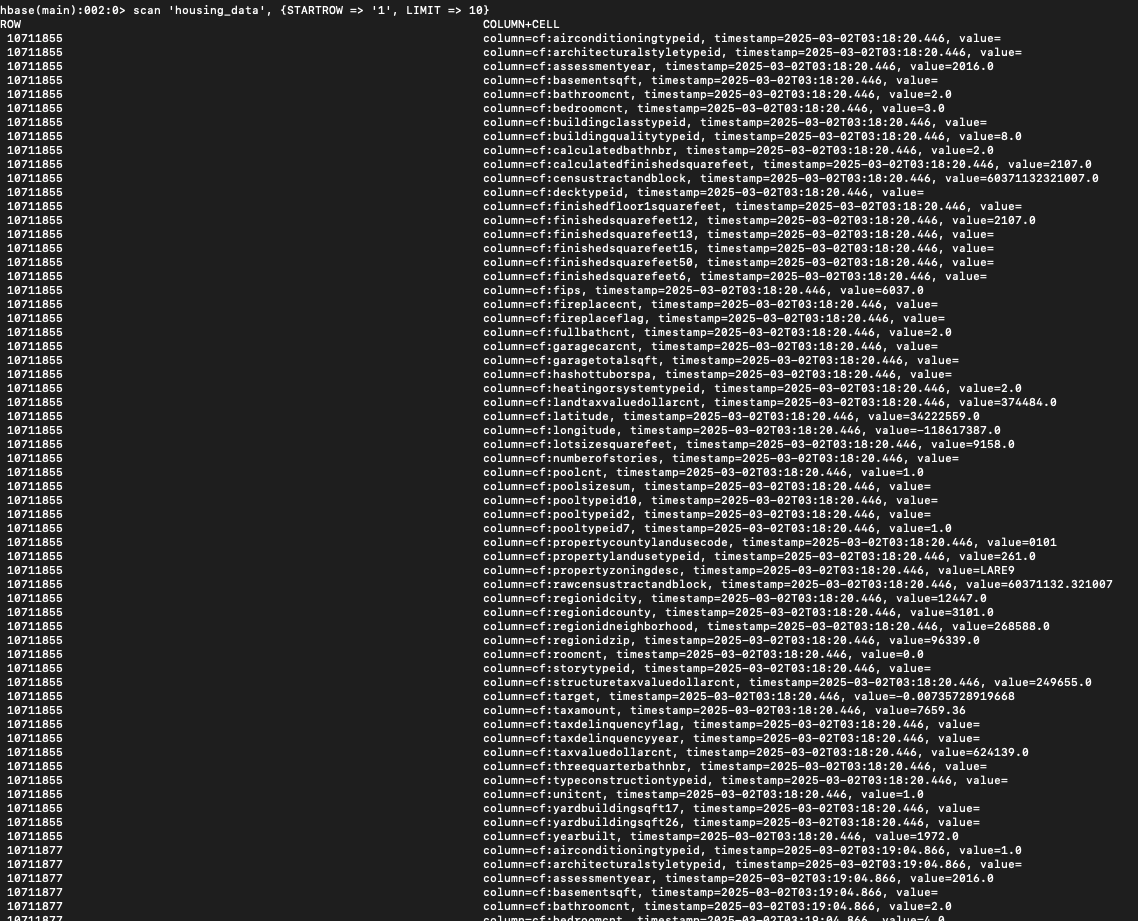 hbase(main):002:0> scan 'housing_data', {STARTROW => '1', LIMIT => 10}
ROW COLUMN+CELL
10711855 column=cf:airconditioningtypeid, timestamp=2025-03-02T03:18:20.446, value=
10711855 column=cf:architecturalstyletypeid, timestamp=2025-03-02T03:18:20.446, value=
10711855 column=cf:assessmentyear, timestamp=2025-03-02T03:18:20.446, value=2016.0
10711855 column=cf:basementsqft, timestamp=2025-03-02T03:18:20.446, value=
10711855 column=cf:bathroomcnt, timestamp=2025-03-02T03:18:20.446, value=2.0
10711855 column=cf:bedroomcnt, timestamp=2025-03-02T03:18:20.446, value=3.0
10711855 column=cf:buildingclasstypeid, timestamp=2025-03-02T03:18:20.446, value=
10711855 column=cf:buildingqualitytypeid, timestamp=2025-03-02T03:18:20.446, value=8.0
10711855 column=cf:calculatedbathnbr, timestamp=2025-03-02T03:18:20.446, value=2.0
10711855 column=cf:calculatedfinishedsquarefeet, timestamp=2025-03-02T03:18:20.446, value=2107.0
10711855 column=cf:censustractandblock, timestamp=2025-03-02T03:18:20.446, value=60371132321007.0
10711855 column=cf:decktypeid, timestamp=2025-03-02T03:18:20.446, value=
10711855 column=cf:finishedfloor1squarefeet, timestamp=2025-03-02T03:18:20.446, value=
10711855 column=cf:finishedsquarefeet12, timestamp=2025-03-02T03:18:20.446, value=2107.0
10711855 column=cf:finishedsquarefeet13, timestamp=2025-03-02T03:18:20.446, value=
10711855 column=cf:finishedsquarefeet15, timestamp=2025-03-02T03:18:20.446, value=
10711855 column=cf:finishedsquarefeet50, timestamp=2025-03-02T03:18:20.446, value=
10711855 column=cf:finishedsquarefeet6, timestamp=2025-03-02T03:18:20.446, value=
10711855 column=cf:fips, timestamp=2025-03-02T03:18:20.446, value=6037.0
10711855 column=cf:fireplacecnt, timestamp=2025-03-02T03:18:20.446, value=
10711855 column=cf:fireplaceflag, timestamp=2025-03-02T03:18:20.446, value=
10711855 column=cf:fullbathcnt, timestamp=2025-03-02T03:18:20.446, value=2.0
10711855 column=cf:garagecarcnt, timestamp=2025-03-02T03:18:20.446, value=
10711855 column=cf:garagetotalsqft, timestamp=2025-03-02T03:18:20.446, value=
10711855 column=cf:hashottuborspa, timestamp=2025-03-02T03:18:20.446, value=
10711855 column=cf:heatingorsystemtypeid, timestamp=2025-03-02T03:18:20.446, value=2.0
10711855 column=cf:landtaxvaluedollarcnt, timestamp=2025-03-02T03:18:20.446, value=374484.0
10711855 column=cf:latitude, timestamp=2025-03-02T03:18:20.446, value=34222559.0
10711855 column=cf:longitude, timestamp=2025-03-02T03:18:20.446, value=-118617387.0
10711855 column=cf:lotsizesquarefeet, timestamp=2025-03-02T03:18:20.446, value=9158.0
10711855 column=cf:numberofstories, timestamp=2025-03-02T03:18:20.446, value=
10711855 column=cf:poolcnt, timestamp=2025-03-02T03:18:20.446, value=1.0
10711855 column=cf:poolsizesum, timestamp=2025-03-02T03:18:20.446, value=
10711855 column=cf:pooltypeid10, timestamp=2025-03-02T03:18:20.446, value=
10711855 column=cf:pooltypeid2, timestamp=2025-03-02T03:18:20.446, value=
10711855 column=cf:pooltypeid7, timestamp=2025-03-02T03:18:20.446, value=1.0
10711855 column=cf:propertycountylandusecode, timestamp=2025-03-02T03:18:20.446, value=0101
10711855 column=cf:propertylandusetypeid, timestamp=2025-03-02T03:18:20.446, value=261.0
10711855 column=cf:propertyzoningdesc, timestamp=2025-03-02T03:18:20.446, value=LARE9
10711855 column=cf:rawcensustractandblock, timestamp=2025-03-02T03:18:20.446, value=60371132.321007
10711855 column=cf:regionidcity, timestamp=2025-03-02T03:18:20.446, value=12447.0
10711855 column=cf:regionidcounty, timestamp=2025-03-02T03:18:20.446, value=3101.0
10711855 column=cf:regionidneighborhood, timestamp=2025-03-02T03:18:20.446, value=268588.0
10711855 column=cf:regionidzip, timestamp=2025-03-02T03:18:20.446, value=96339.0
10711855 column=cf:roomcnt, timestamp=2025-03-02T03:18:20.446, value=0.0
10711855 column=cf:storytypeid, timestamp=2025-03-02T03:18:20.446, value=
10711855 column=cf:structuretaxvaluedollarcnt, timestamp=2025-03-02T03:18:20.446, value=249655.0
10711855 column=cf:target, timestamp=2025-03-02T03:18:20.446, value=-0.00735728919668
10711855 column=cf:taxamount, timestamp=2025-03-02T03:18:20.446, value=7659.36
10711855 column=cf:taxdelinquencyflag, timestamp=2025-03-02T03:18:20.446, value=
10711855 column=cf:taxdelinquencyyear, timestamp=2025-03-02T03:18:20.446, value=
10711855 column=cf:taxvaluedollarcnt, timestamp=2025-03-02T03:18:20.446, value=624139.0
10711855 column=cf:threequarterbathnbr, timestamp=2025-03-02T03:18:20.446, value=
10711855 column=cf:typeconstructiontypeid, timestamp=2025-03-02T03:18:20.446, value=
10711855 column=cf:unitcnt, timestamp=2025-03-02T03:18:20.446, value=1.0
10711855 column=cf:yardbuildingsqft17, timestamp=2025-03-02T03:18:20.446, value=
10711855 column=cf:yardbuildingsqft26, timestamp=2025-03-02T03:18:20.446, value=
10711855 column=cf:yearbuilt, timestamp=2025-03-02T03:18:20.446, value=1972.0
10711877 column=cf:airconditioningtypeid, timestamp=2025-03-02T03:19:04.866, value=1.0
10711877 column=cf:architecturalstyletypeid, timestamp=2025-03-02T03:19:04.866, value=
10711877 column=cf:assessmentyear, timestamp=2025-03-02T03:19:04.866, value=2016.0
10711877 column=cf:basementsqft, timestamp=2025-03-02T03:19:04.866, value=
10711877 column=cf:bathroomcnt, timestamp=2025-03-02T03:19:04.866, value=2.0
10711877 column=cf:bedroomcnt, timestamp=2025-03-02T03:19:04.866, value=4.0